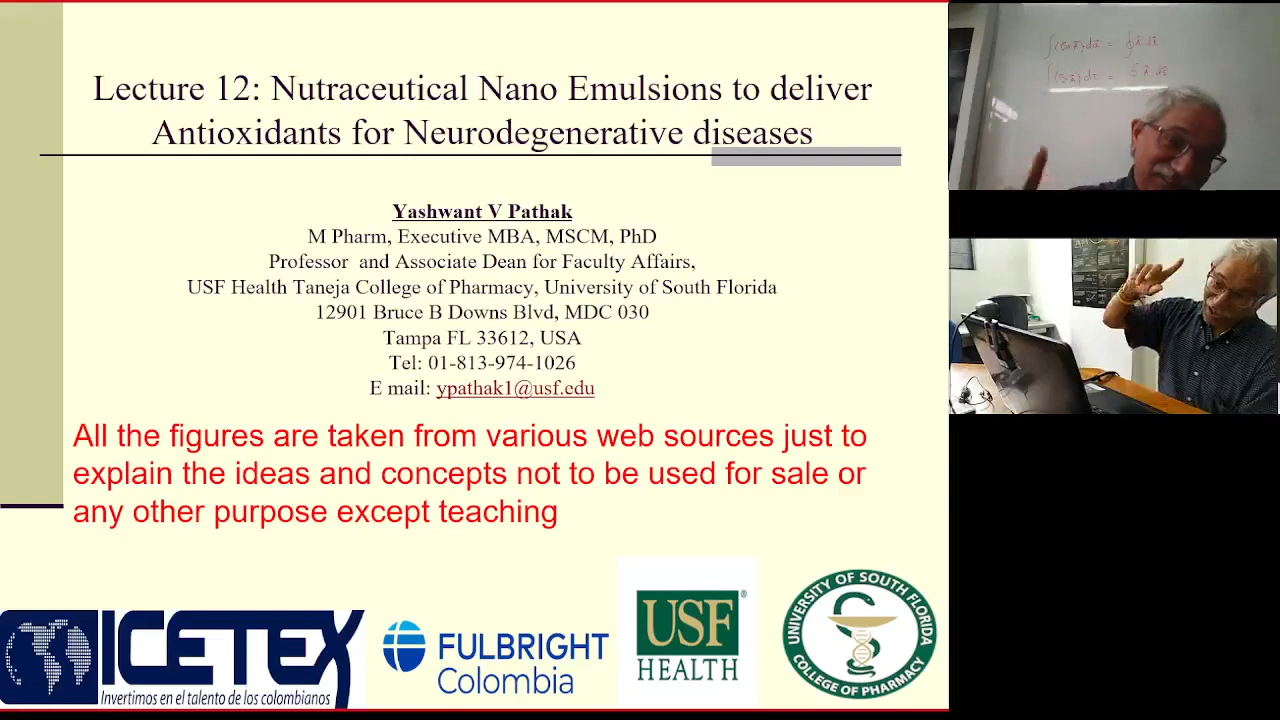 Lecture 12: Nutraceutical Nano Emulsions to deliver
Antioxidants for Neurodegenerative diseases
Yashwant V Pathak
M Pharm, Executive MBA, MSCM, PhD
Professor and Associate Dean for Faculty Affairs,
USF Health Taneja College of Pharmacy, University of South Florida
12901 Bruce B Downs Blvd, MDC 030
Tampa FL 33612, USA
Tel: 01-813-974-1026
E mail: ypathak1@usf.edu
All the figures are taken from various web sources just to
explain the ideas and concepts not to be used for sale or
any other purpose except teaching
ICETEX
Invertimos en el talento de los colombianos
FULBRIGHT
Colombia
USF®
HEALTH
UNIVERSITY OF SOUTH FLORIDA
COLLEGE OF PHARMACY